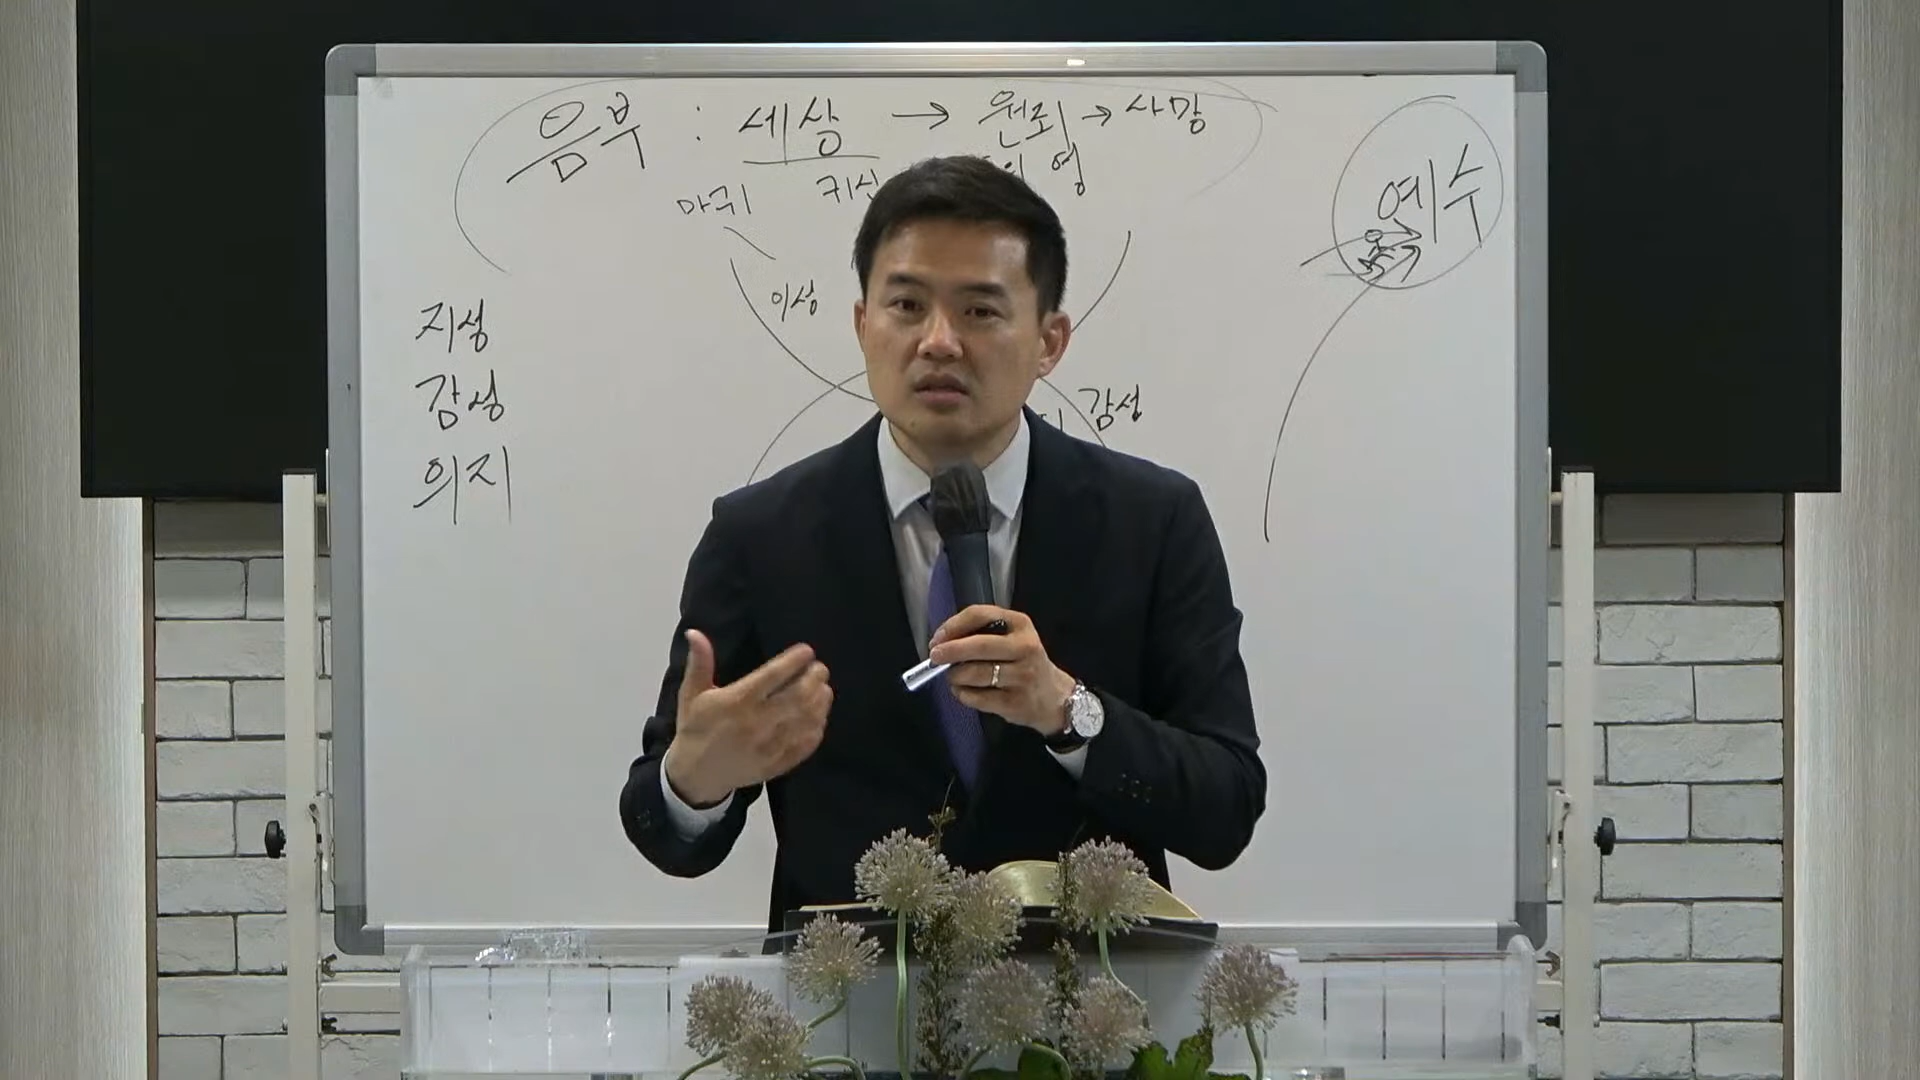 음부 : 세상 → 원죄 → 사망
마귀 귀신 영
예수
이성
지성
감성
감성
의지